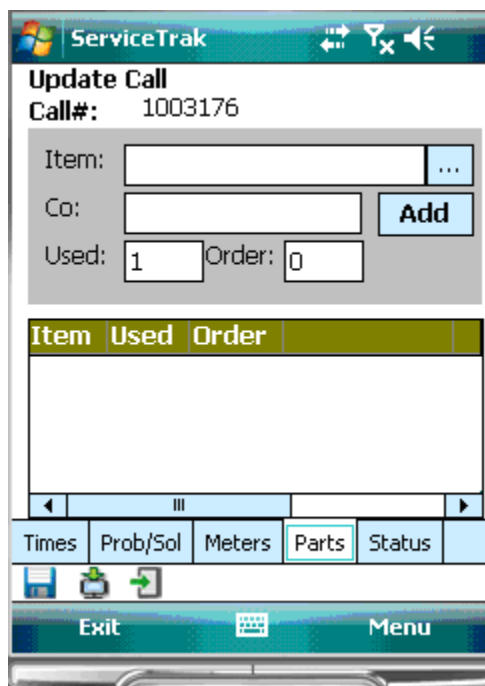 ServiceTrak
Update Call
Call#: 1003176
Item: ...
Co: Add
Used: 1 Order: 0
Item Used Order
Times Prob/Sol Meters Parts Status
Exit Menu